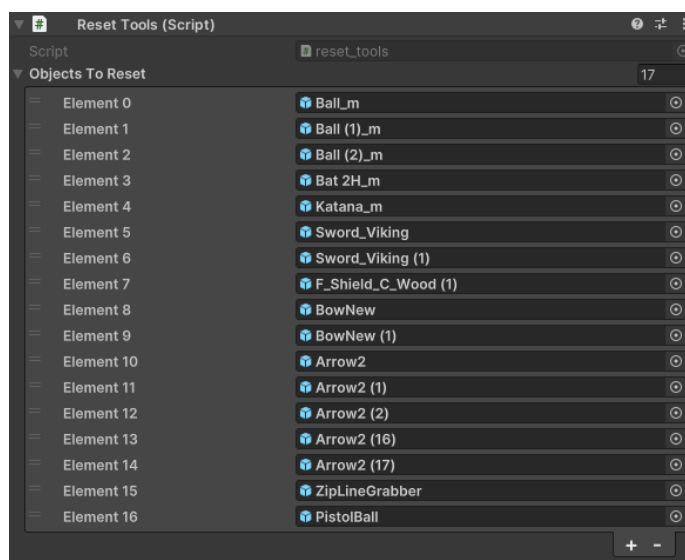 # Reset Tools (Script)
Script # reset_tools
Objects To Reset 17
Element 0 Ball_m
Element 1 Ball (1)_m
Element 2 Ball (2)_m
Element 3 Bat 2H_m
Element 4 Katana_m
Element 5 Sword_Viking
Element 6 Sword_Viking (1)
Element 7 F_Shield_C_Wood (1)
Element 8 BowNew
Element 9 BowNew (1)
Element 10 Arrow2
Element 11 Arrow2 (1)
Element 12 Arrow2 (2)
Element 13 Arrow2 (16)
Element 14 Arrow2 (17)
Element 15 ZipLineGrabber
Element 16 PistolBall
+ -